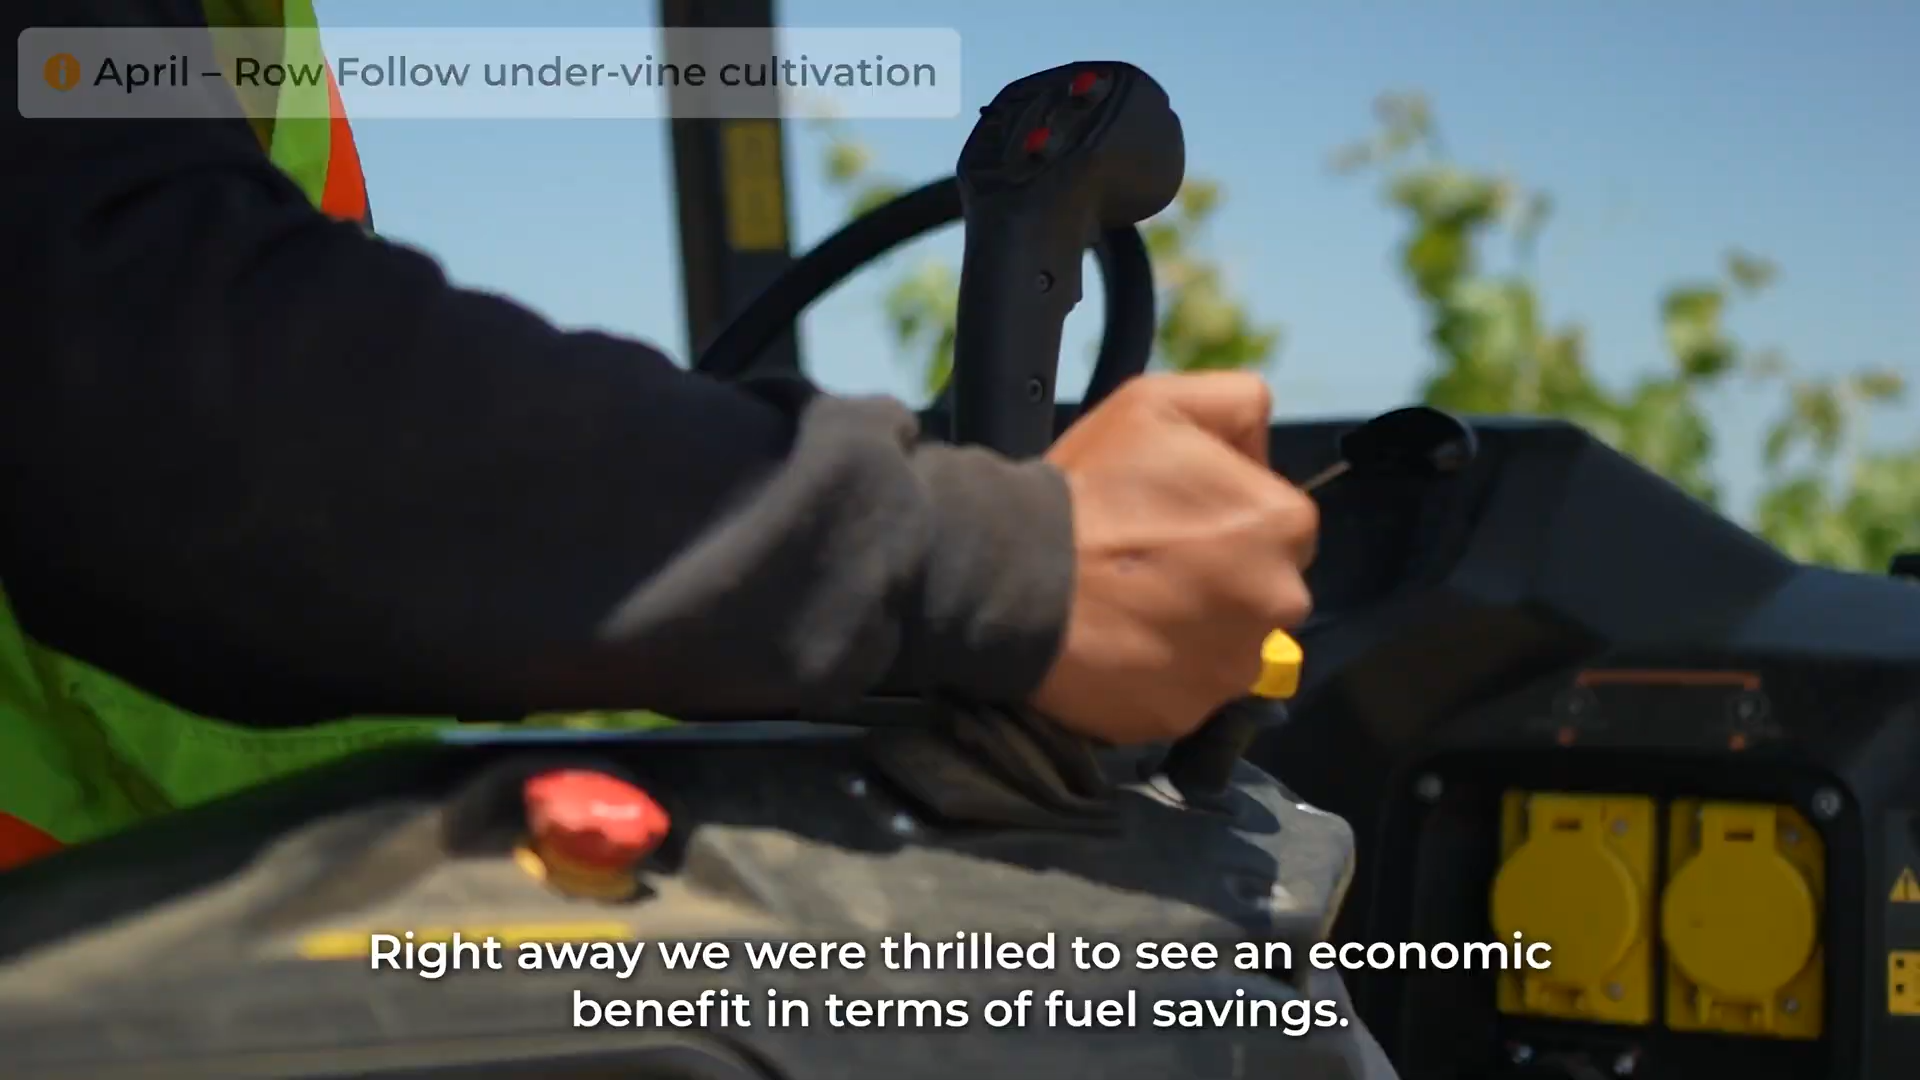 April – Row Follow under-vine cultivation
Right away we were thrilled to see an economic
benefit in terms of fuel savings.